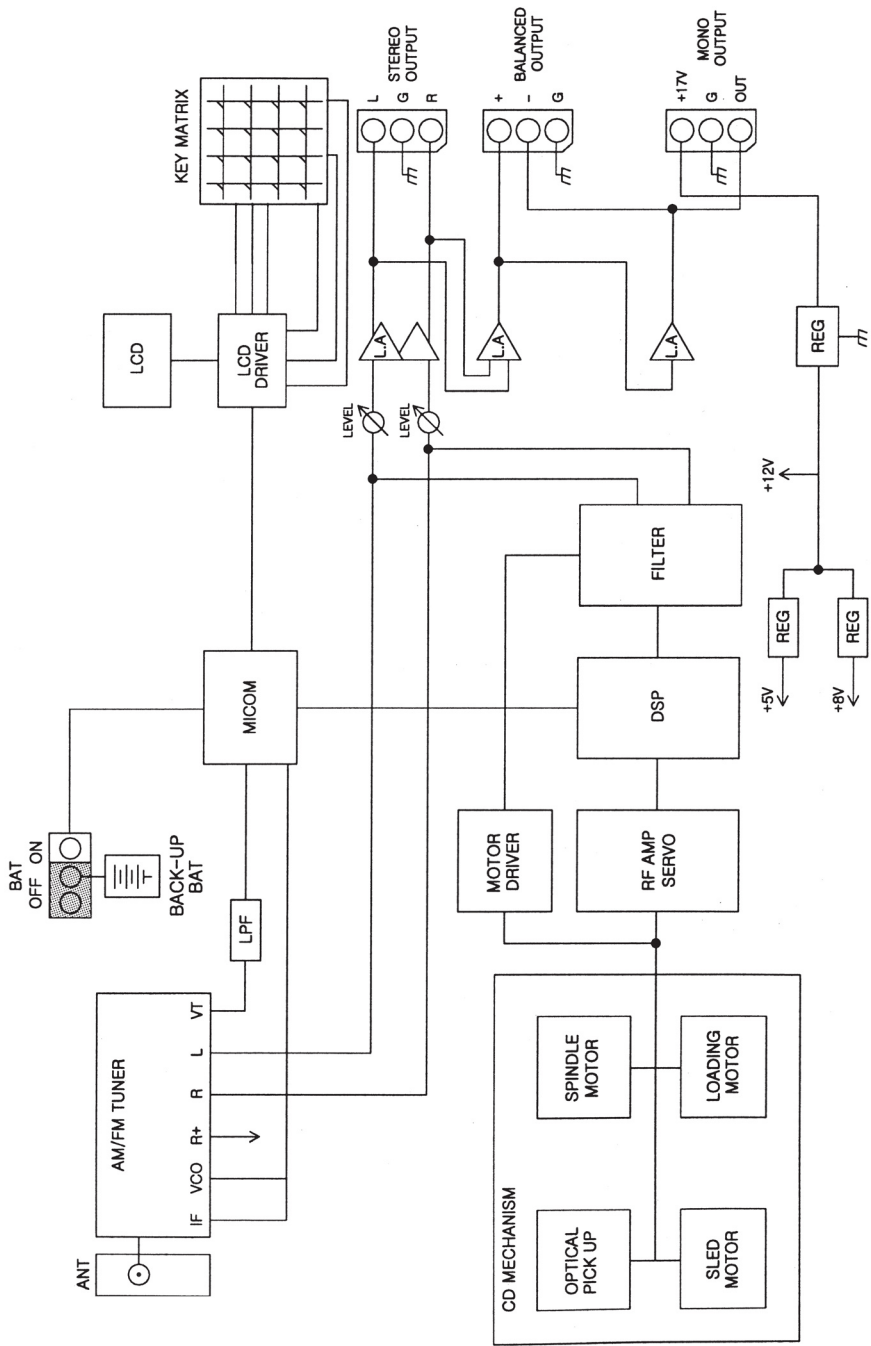 ANT
AM/FM TUNER
IF
VCO
R+
R
L
VT
LPF
BAT
OFF ON
BACK-UP
BAT
MICOM
LCD
LCD
DRIVER
KEY MATRIX
LEVEL
LEVEL
L.A
L.A
L.A
L
G
R
STEREO
OUTPUT
+
−
G
BALANCED
OUTPUT
+17V
G
OUT
MONO
OUTPUT
CD MECHANISM
OPTICAL
PICK UP
SPINDLE
MOTOR
SLED
MOTOR
LOADING
MOTOR
MOTOR
DRIVER
RF AMP
SERVO
DSP
FILTER
+5V
REG
+8V
REG
+12V
REG